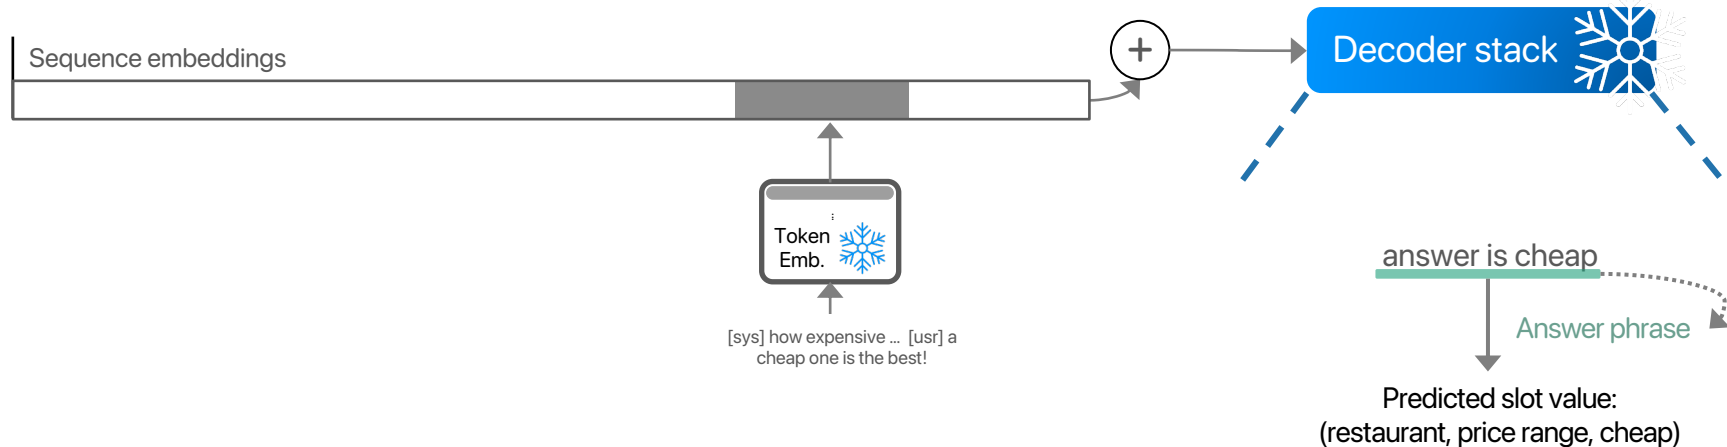 Sequence embeddings
+
Decoder stack
Token
Emb.
[sys] how expensive ... [usr] a
cheap one is the best!
answer is cheap
Answer phrase
Predicted slot value:
(restaurant, price range, cheap)